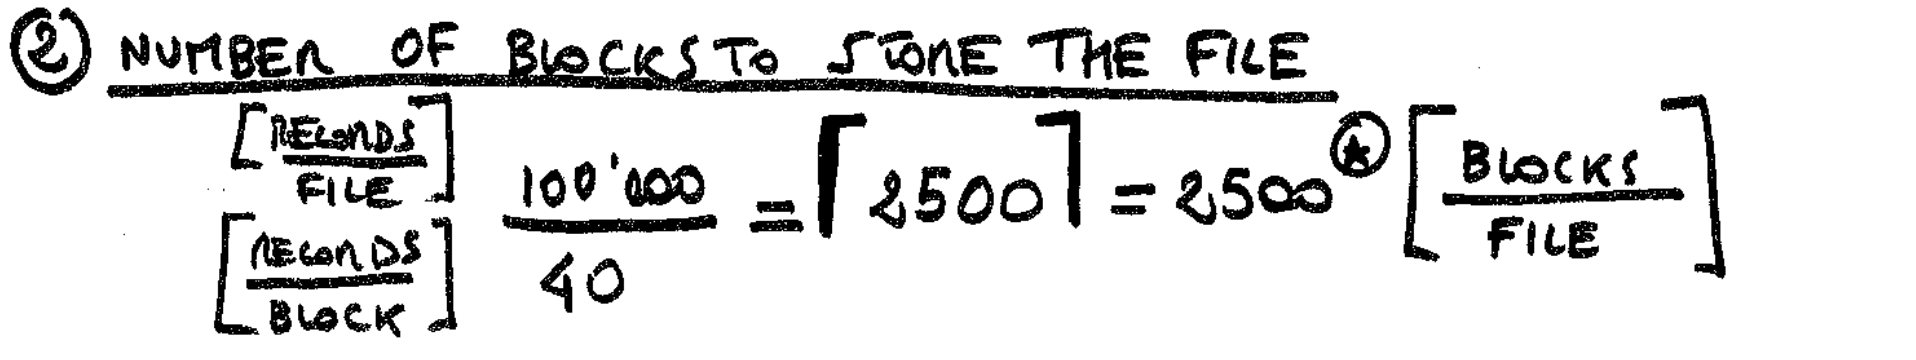 ② NUMBER OF BLOCKS TO STORE THE FILE
[RECORDS / FILE]
[RECORDS / BLOCK]
100'000 / 40 = ⌈2500⌉ = 2500 ⍟ [BLOCKS / FILE]